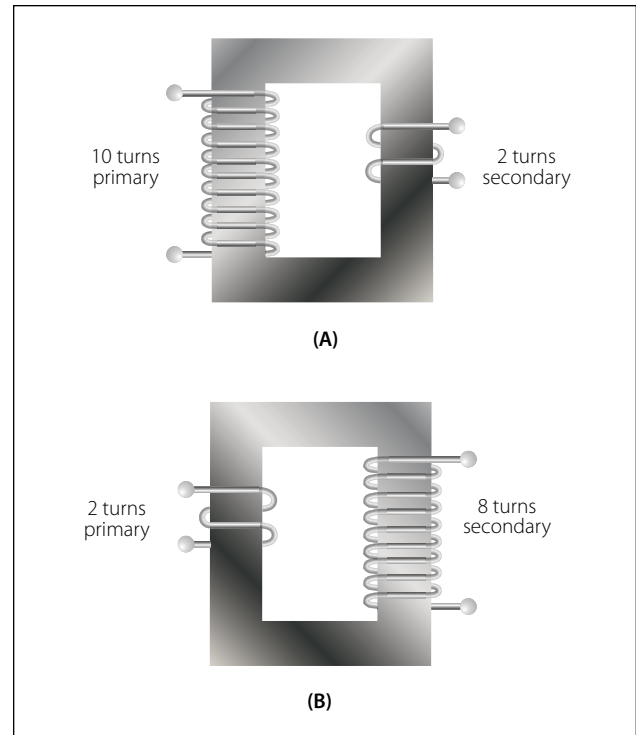 10 turns
primary
2 turns
secondary
(A)
2 turns
primary
8 turns
secondary
(B)